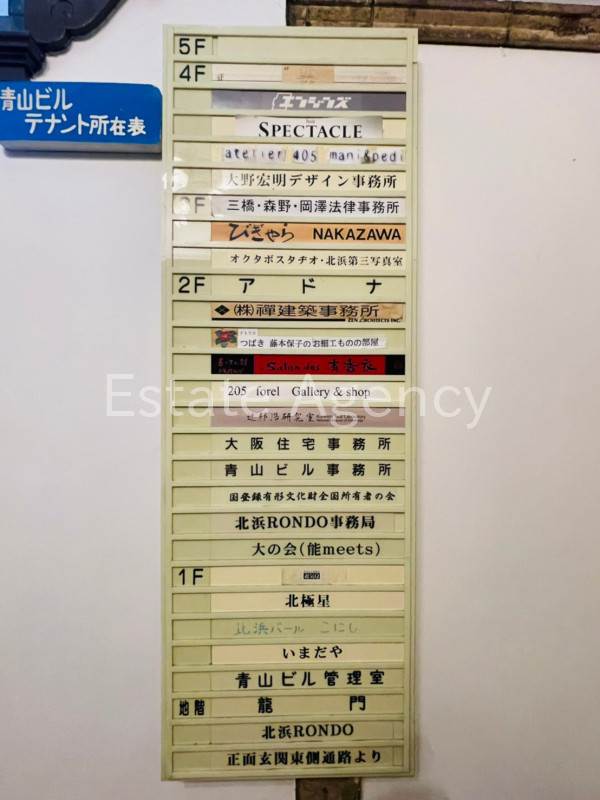 青山ビル
テナント所在表
5F
4F
エンジンズ
SPECTACLE
atelier 405 mani&pedi
大野宏明デザイン事務所
3F
三橋・森野・岡澤法律事務所
びぎやら NAKAZAWA
オクタボスタヂオ・北浜第三写真室
2F
アドナ
(株)禪建築事務所
ZEN ARCHITECTS INC.
つばき 藤本保子のお細工ものの部屋
Salon des 青香衣
205 forel Gallery & shop
大阪住宅事務所
青山ビル事務所
国登録有形文化財全国所有者の会
北浜RONDO事務局
大の会(能meets)
1F
北極星
北浜バール こにし
いまだや
青山ビル管理室
地階
龍門
北浜RONDO
正面玄関東側通路より
Estate Agency